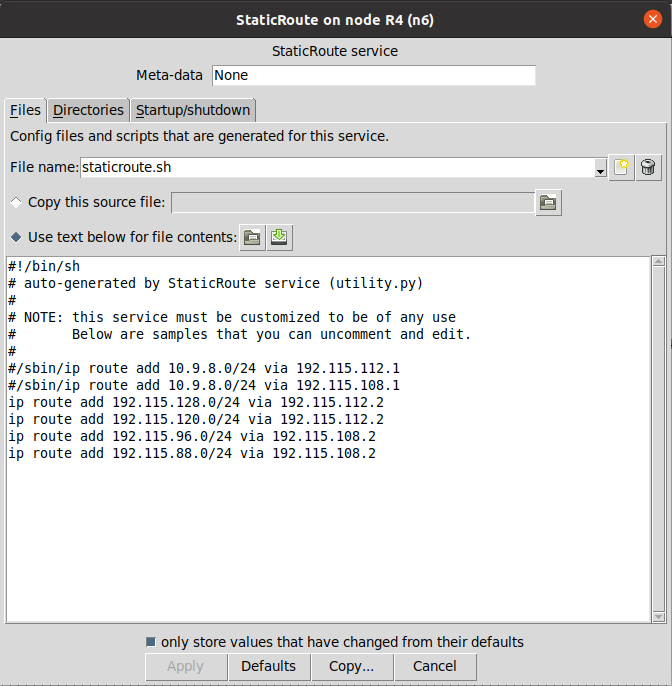 StaticRoute on node R4 (n6)
StaticRoute service
Meta-data None
Files Directories Startup/shutdown
Config files and scripts that are generated for this service.
File name: staticroute.sh
Copy this source file:
Use text below for file contents:
#!/bin/sh
# auto-generated by StaticRoute service (utility.py)
#
# NOTE: this service must be customized to be of any use
#       Below are samples that you can uncomment and edit.
#
#/sbin/ip route add 10.9.8.0/24 via 192.115.112.1
#/sbin/ip route add 10.9.8.0/24 via 192.115.108.1
ip route add 192.115.128.0/24 via 192.115.112.2
ip route add 192.115.120.0/24 via 192.115.112.2
ip route add 192.115.96.0/24 via 192.115.108.2
ip route add 192.115.88.0/24 via 192.115.108.2
only store values that have changed from their defaults
Apply Defaults Copy... Cancel